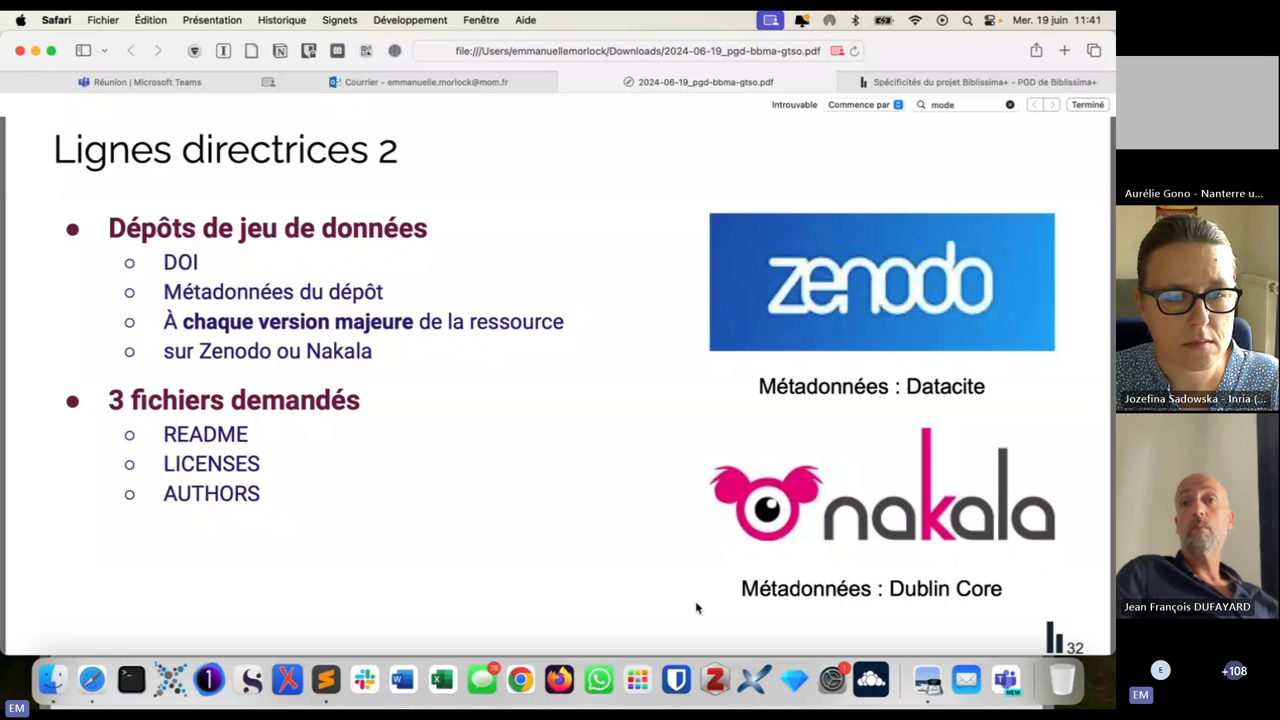 Safari Fichier Édition Présentation Historique Signets Développement Fenêtre Aide
Mer. 19 juin 11:41
file:///Users/emmanuellemorlock/Downloads/2024-06-19_pgd-bbma-gtso.pdf
Réunion | Microsoft Teams
Courrier - emmanuelle.morlock@mom.fr
2024-06-19_pgd-bbma-gtso.pdf
Spécificités du projet Biblissima+ - PGD de Biblissima+
Introuvable
Commence par
mode
Terminé
Lignes directrices 2
Dépôts de jeu de données
DOI
Métadonnées du dépôt
À chaque version majeure de la ressource
sur Zenodo ou Nakala
3 fichiers demandés
README
LICENSES
AUTHORS
zenodo
Métadonnées : Datacite
nakala
Métadonnées : Dublin Core
32
Aurélie Gono - Nanterre u...
Jozefina Sadowska - Inria (...
Jean François DUFAYARD
E
+108
EM
EM
NEW